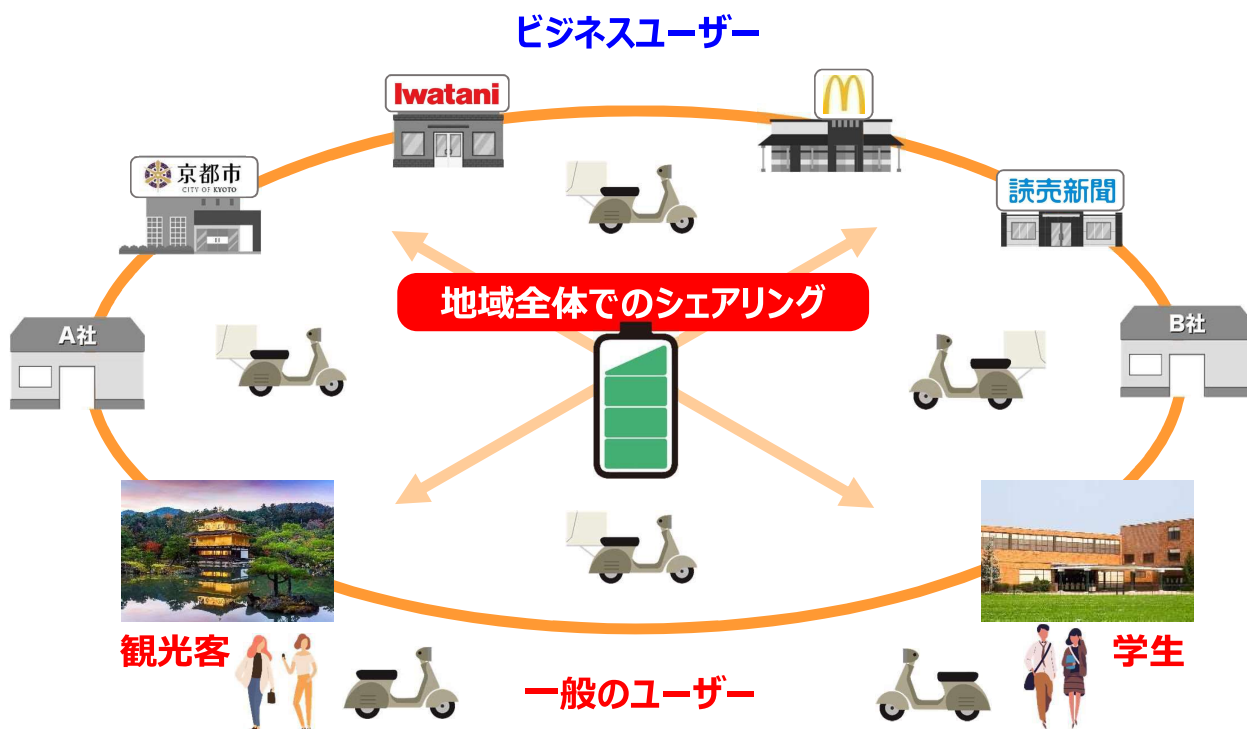 ビジネスユーザー
Iwatani
京都市
CITY OF KYOTO
読売新聞
地域全体でのシェアリング
A社
B社
観光客
学生
一般のユーザー